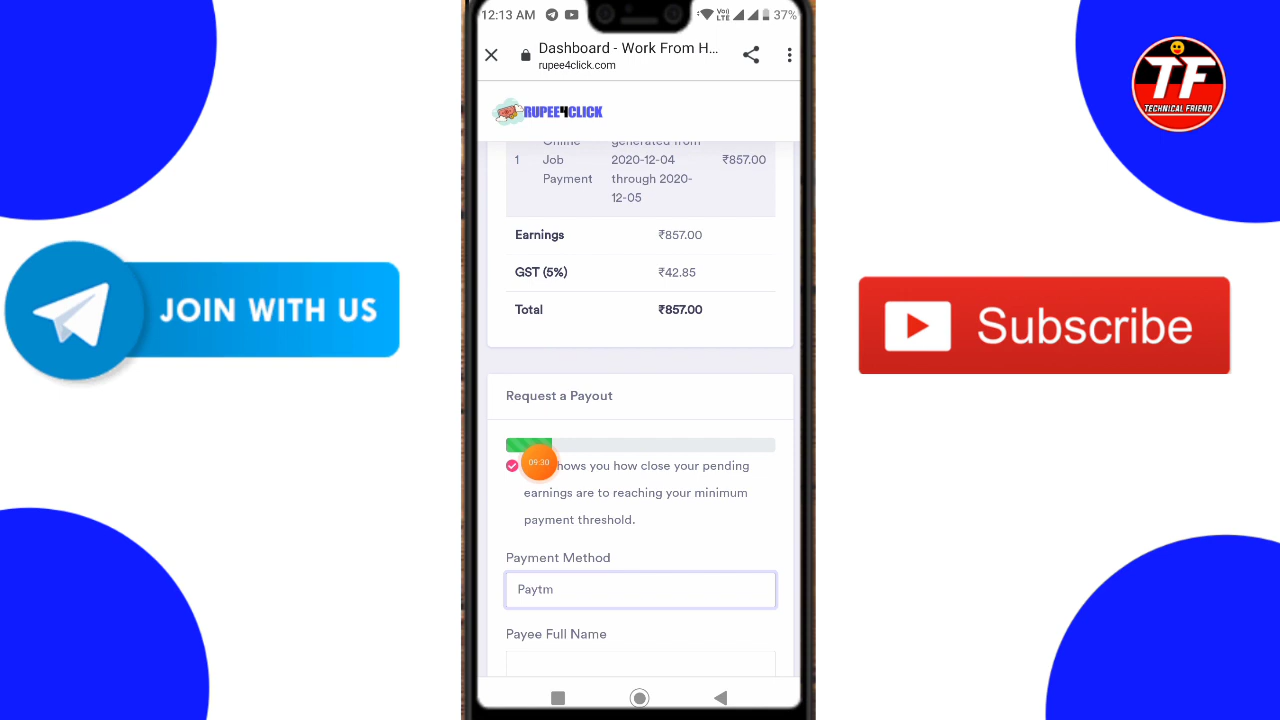 12:13 AM
Vo)
LTE
37%
Dashboard - Work From H...
rupee4click.com
RUPEE4CLICK
Online generated from
1 Job 2020-12-04 ₹857.00
Payment through 2020-
12-05
Earnings ₹857.00
GST (5%) ₹42.85
Total ₹857.00
Request a Payout
09:30
hows you how close your pending
earnings are to reaching your minimum
payment threshold.
Payment Method
Paytm
Payee Full Name
JOIN WITH US
TF
TECHNICAL FRIEND
Subscribe